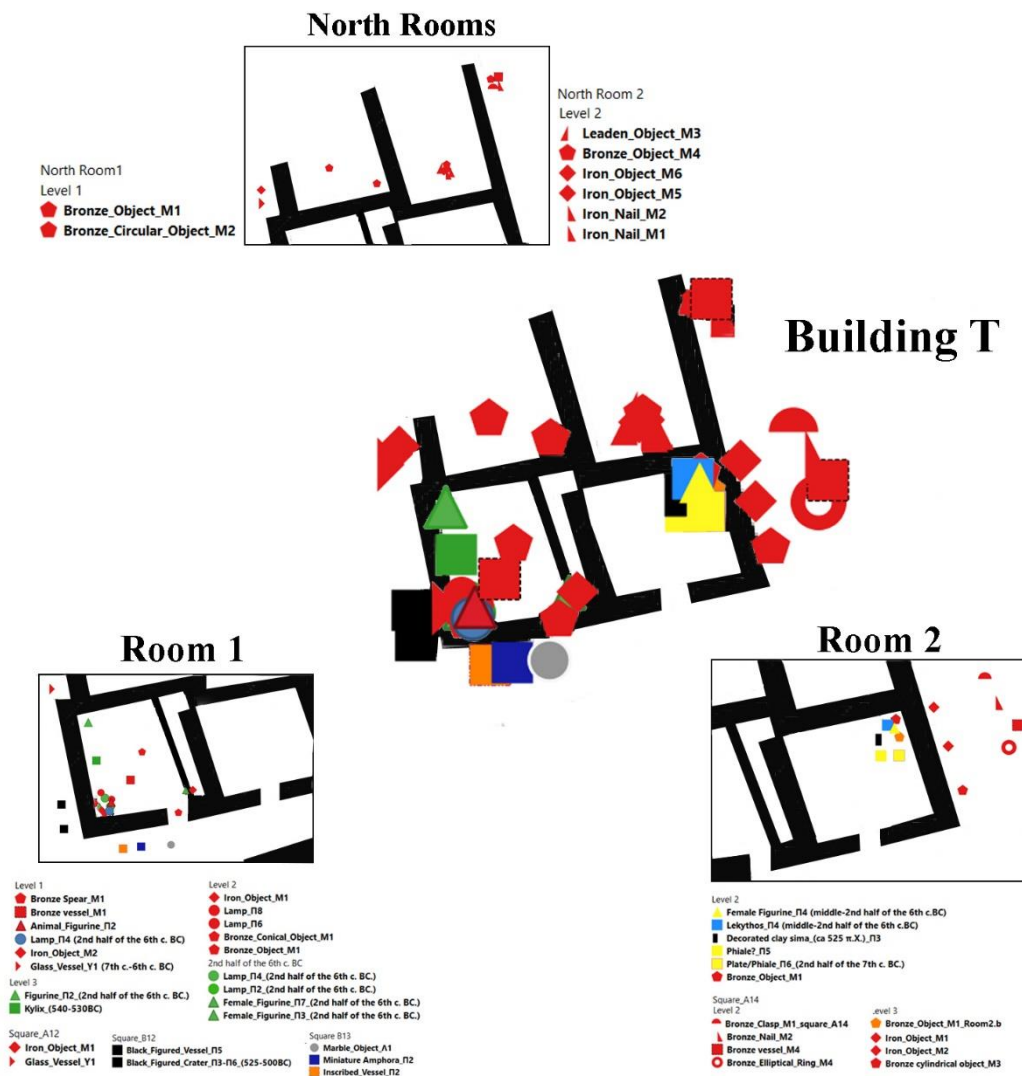 North Rooms
North Room 2
Level 2
Leaden_Object_M3
Bronze_Object_M4
Iron_Object_M6
Iron_Object_M5
Iron_Nail_M2
Iron_Nail_M1
North Room1
Level 1
Bronze_Object_M1
Bronze_Circular_Object_M2
Building T
Room 1
Level 1
Bronze Spear_M1
Bronze vessel_M1
Animal_Figurine_Π2
Lamp_Π4 (2nd half of the 6th c. BC)
Iron_Object_M2
Glass_Vessel_Y1 (7th c.-6th c. BC)
Level 3
Figurine_Π2_(2nd half of the 6th c. BC.)
Kylix_(540-530BC)
Level 2
Iron_Object_M1
Lamp_Π8
Lamp_Π6
Bronze_Conical_Object_M1
Bronze_Object_M1
2nd half of the 6th c. BC
Lamp_Π4_(2nd half of the 6th c. BC.)
Lamp_Π2_(2nd half of the 6th c. BC.)
Female_Figurine_Π7_(2nd half of the 6th c. BC.)
Female_Figurine_Π3_(2nd half of the 6th c. BC.)
Square_A12
Iron_Object_M1
Glass_Vessel_Y1
Square_B12
Black_Figured_Vessel_Π5
Black_Figured_Crater_Π3-Π6_(525-500BC)
Square B13
Marble_Object_Λ1
Miniature Amphora_Π2
Inscribed_Vessel_Π2
Room 2
Level 2
Female Figurine_Π4 (middle-2nd half of the 6th c.BC)
Lekythos_Π4 (middle-2nd half of the 6th c.BC)
Decorated clay sima_(ca 525 π.Χ.)_Π3
Phiale?_Π5
Plate/Phiale_Π6_(2nd half of the 7th c. BC.)
Bronze_Object_M1
Square_A14
Level 2
Bronze_Clasp_M1_square_A14
Bronze_Nail_M2
Bronze vessel_M4
Bronze_Elliptical_Ring_M4
Level 3
Bronze_Object_M1_Room2.b
Iron_Object_M1
Iron_Object_M2
Bronze cylindrical object_M3